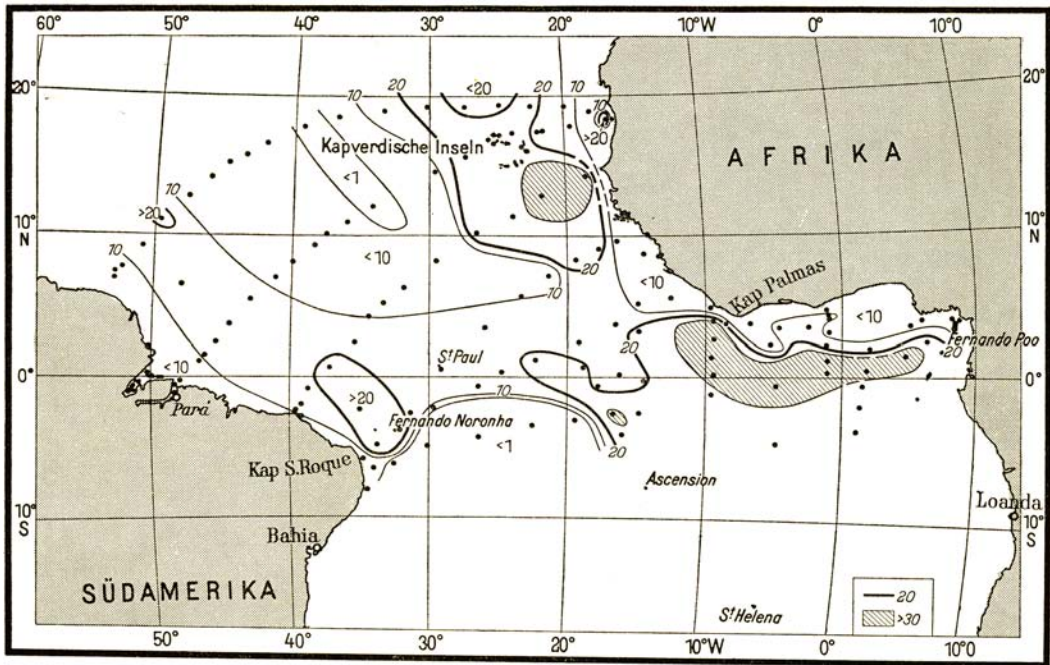 60° 50° 40° 30° 20° 10°W 0° 10°O
20° 20 <20 20 10 20°
10 10 20 10
>20
Kapverdische Inseln
AFRIKA
<1
>20 10
10° N 10° N
10 20
<10 10 <10
Kap Palmas
<10
20 Fernando Poo
St Paul 20
<10
0° 0°
Pará >20 10
Fernando Noronha
<1 20
Kap S.Roque
Ascension
Loanda
10° S 10° S
Bahia
SÜDAMERIKA
20
St Helena >30
50° 40° 30° 20° 10°W 0° 10°O